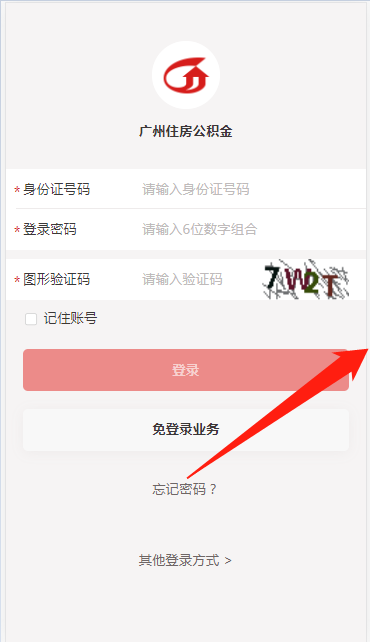 广州住房公积金
* 身份证号码 请输入身份证号码
* 登录密码 请输入6位数字组合
* 图形验证码 请输入验证码 7W2T
记住账号
登录
免登录业务
忘记密码？
其他登录方式 >